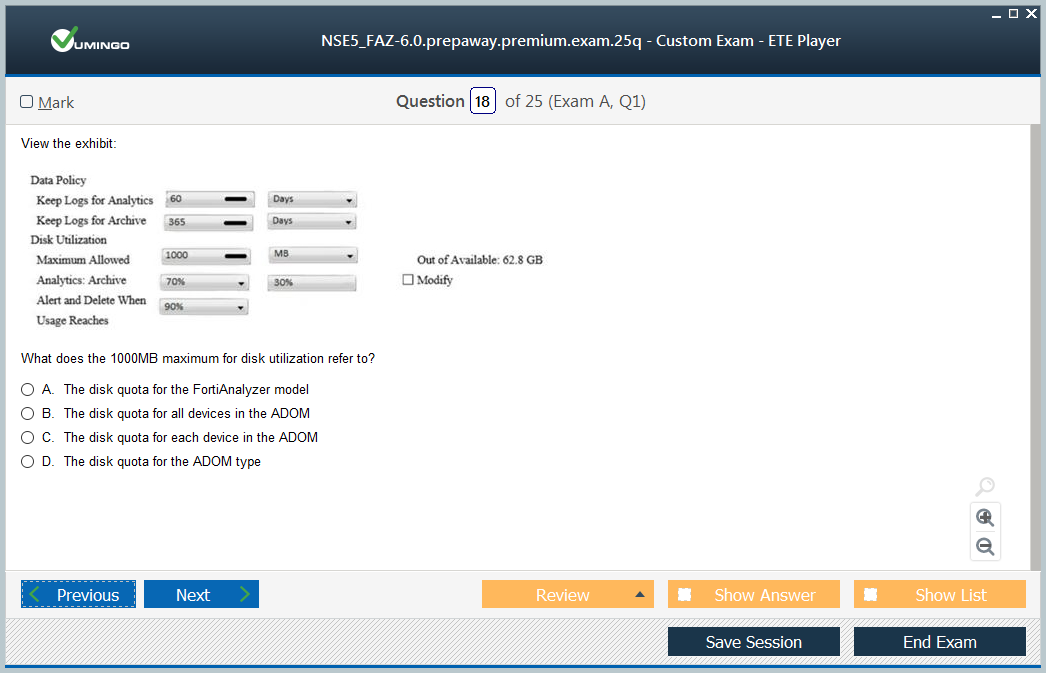 VUMINGO
NSE5_FAZ-6.0.prepaway.premium.exam.25q - Custom Exam - ETE Player
Mark
Question 18 of 25 (Exam A, Q1)
View the exhibit:
Data Policy
Keep Logs for Analytics 60 Days
Keep Logs for Archive 365 Days
Disk Utilization
Maximum Allowed 1000 MB Out of Available: 62.8 GB
Analytics: Archive 70% 30% Modify
Alert and Delete When 90%
Usage Reaches
What does the 1000MB maximum for disk utilization refer to?
A. The disk quota for the FortiAnalyzer model
B. The disk quota for all devices in the ADOM
C. The disk quota for each device in the ADOM
D. The disk quota for the ADOM type
Previous Next Review Show Answer Show List
Save Session End Exam